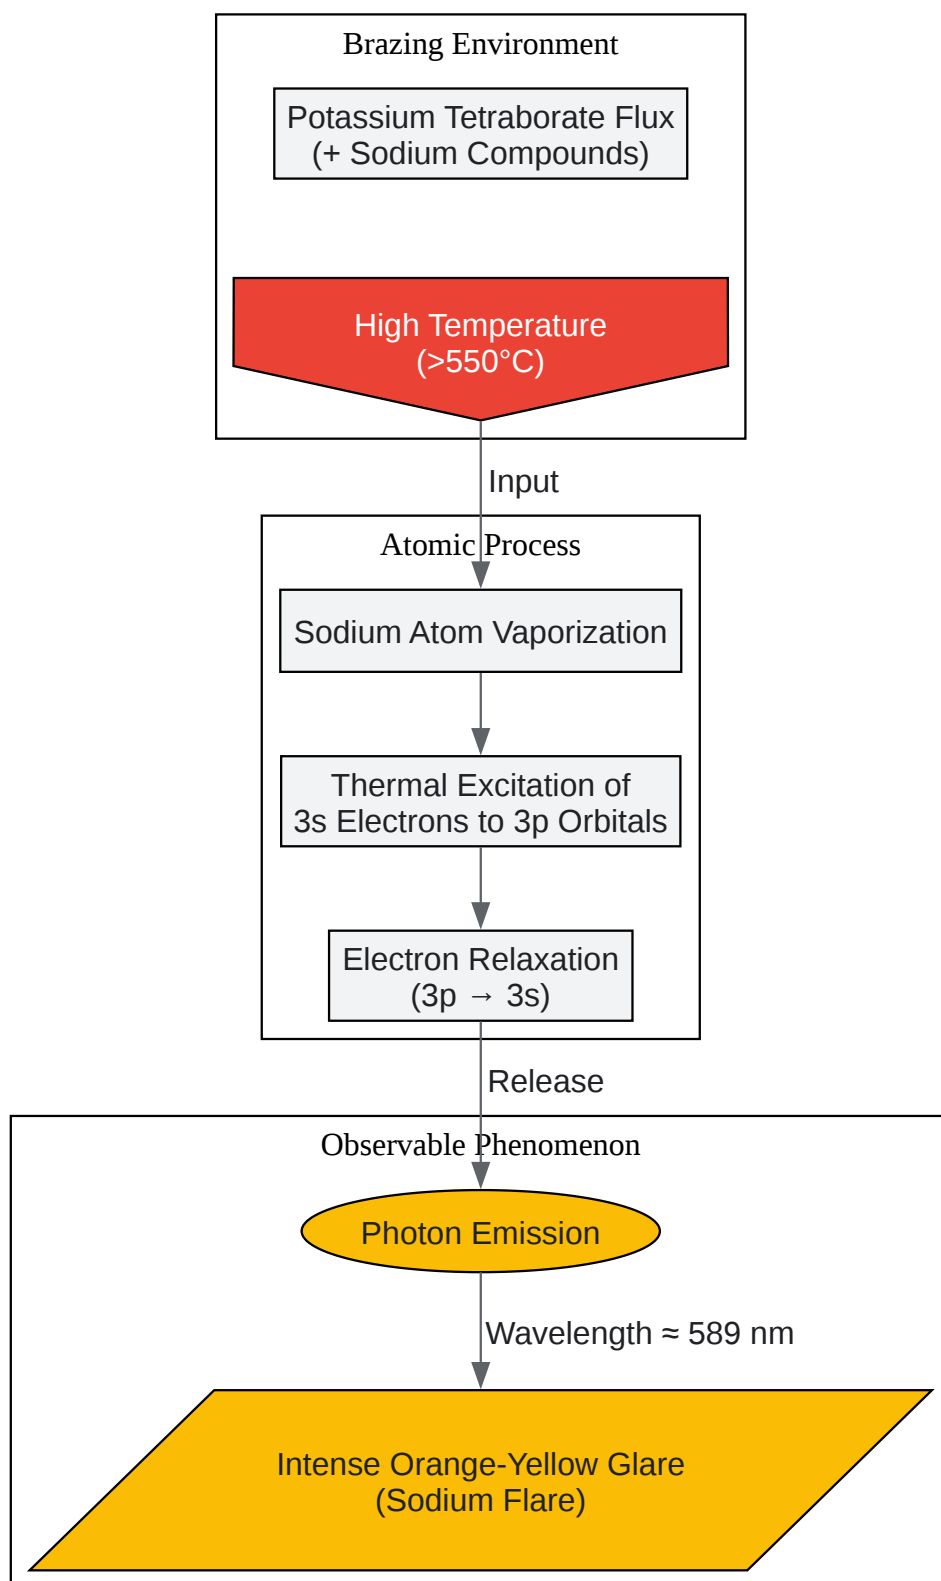 Brazing Environment
Potassium Tetraborate Flux
(+ Sodium Compounds)
High Temperature
(>550°C)
Input
Atomic Process
Sodium Atom Vaporization
Thermal Excitation of
3s Electrons to 3p Orbitals
Electron Relaxation
(3p → 3s)
Release
Observable Phenomenon
Photon Emission
Wavelength ≈ 589 nm
Intense Orange-Yellow Glare
(Sodium Flare)